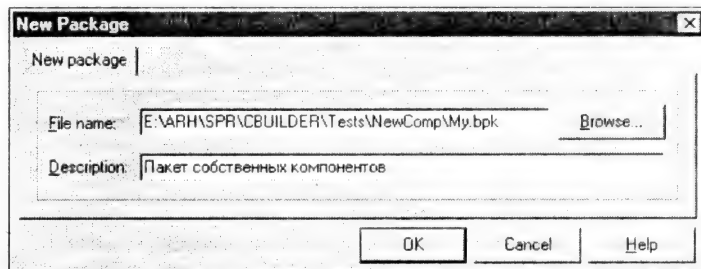 New Package
New package
File name: E:\ARH\SPR\CBUILDER\Tests\NewComp\My.bpk Browse...
Description: Пакет собственных компонентов
OK Cancel Help